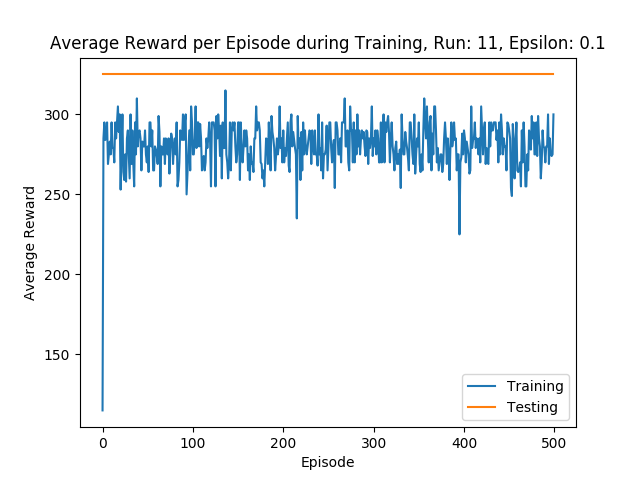 Average Reward per Episode during Training, Run: 11, Epsilon: 0.1
300
250
200
150
Average Reward
0 100 200 300 400 500
Episode
Training
Testing